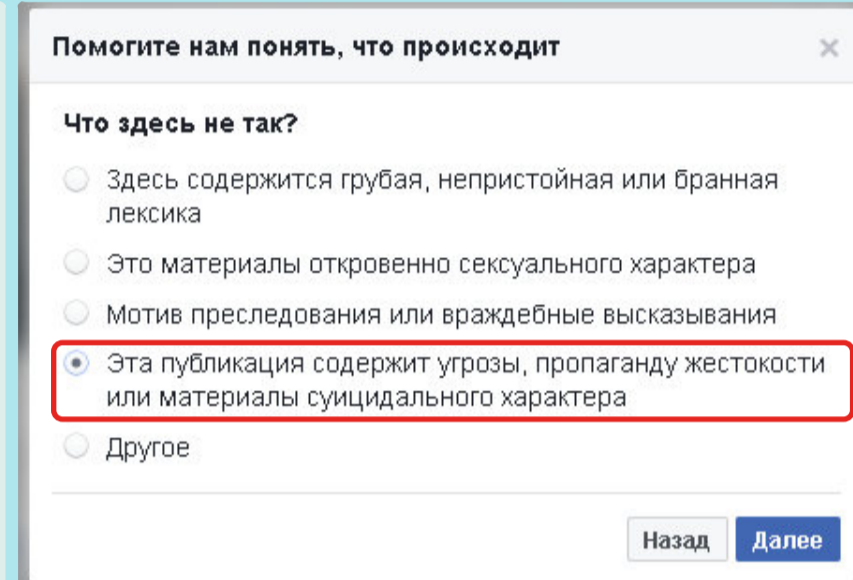 Помогите нам понять, что происходит
Что здесь не так?
Здесь содержится грубая, непристойная или бранная
лексика
Это материалы откровенно сексуального характера
Мотив преследования или враждебные высказывания
Эта публикация содержит угрозы, пропаганду жестокости
или материалы суицидального характера
Другое
Назад Далее